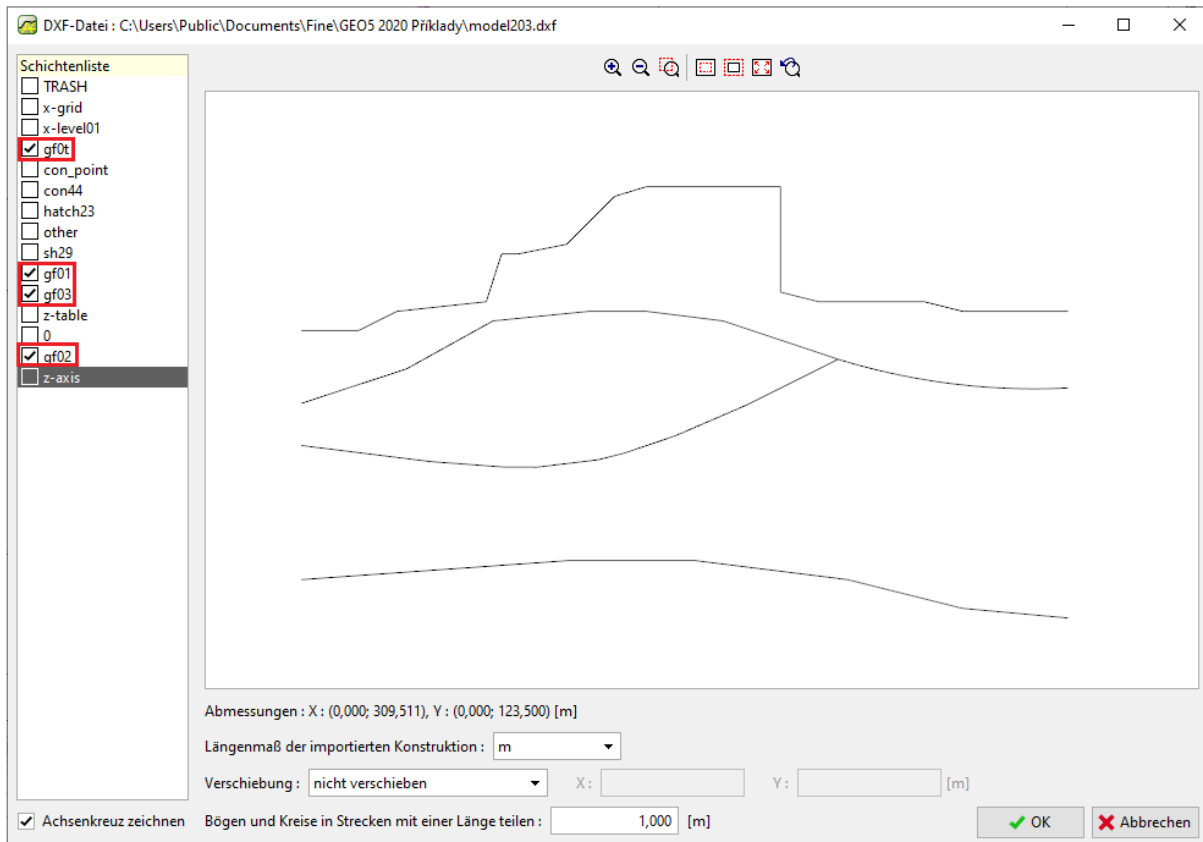 DXF-Datei : C:\Users\Public\Documents\Fine\GEO5 2020 Příklady\model203.dxf
Schichtenliste
TRASH
x-grid
x-level01
gf0t
con_point
con44
hatch23
other
sh29
gf01
gf03
z-table
0
gf02
z-axis
Abmessungen : X : (0,000; 309,511), Y : (0,000; 123,500) [m]
Längenmaß der importierten Konstruktion : m
Verschiebung : nicht verschieben X : Y : [m]
Achsenkreuz zeichnen Bögen und Kreise in Strecken mit einer Länge teilen : 1,000 [m] OK Abbrechen